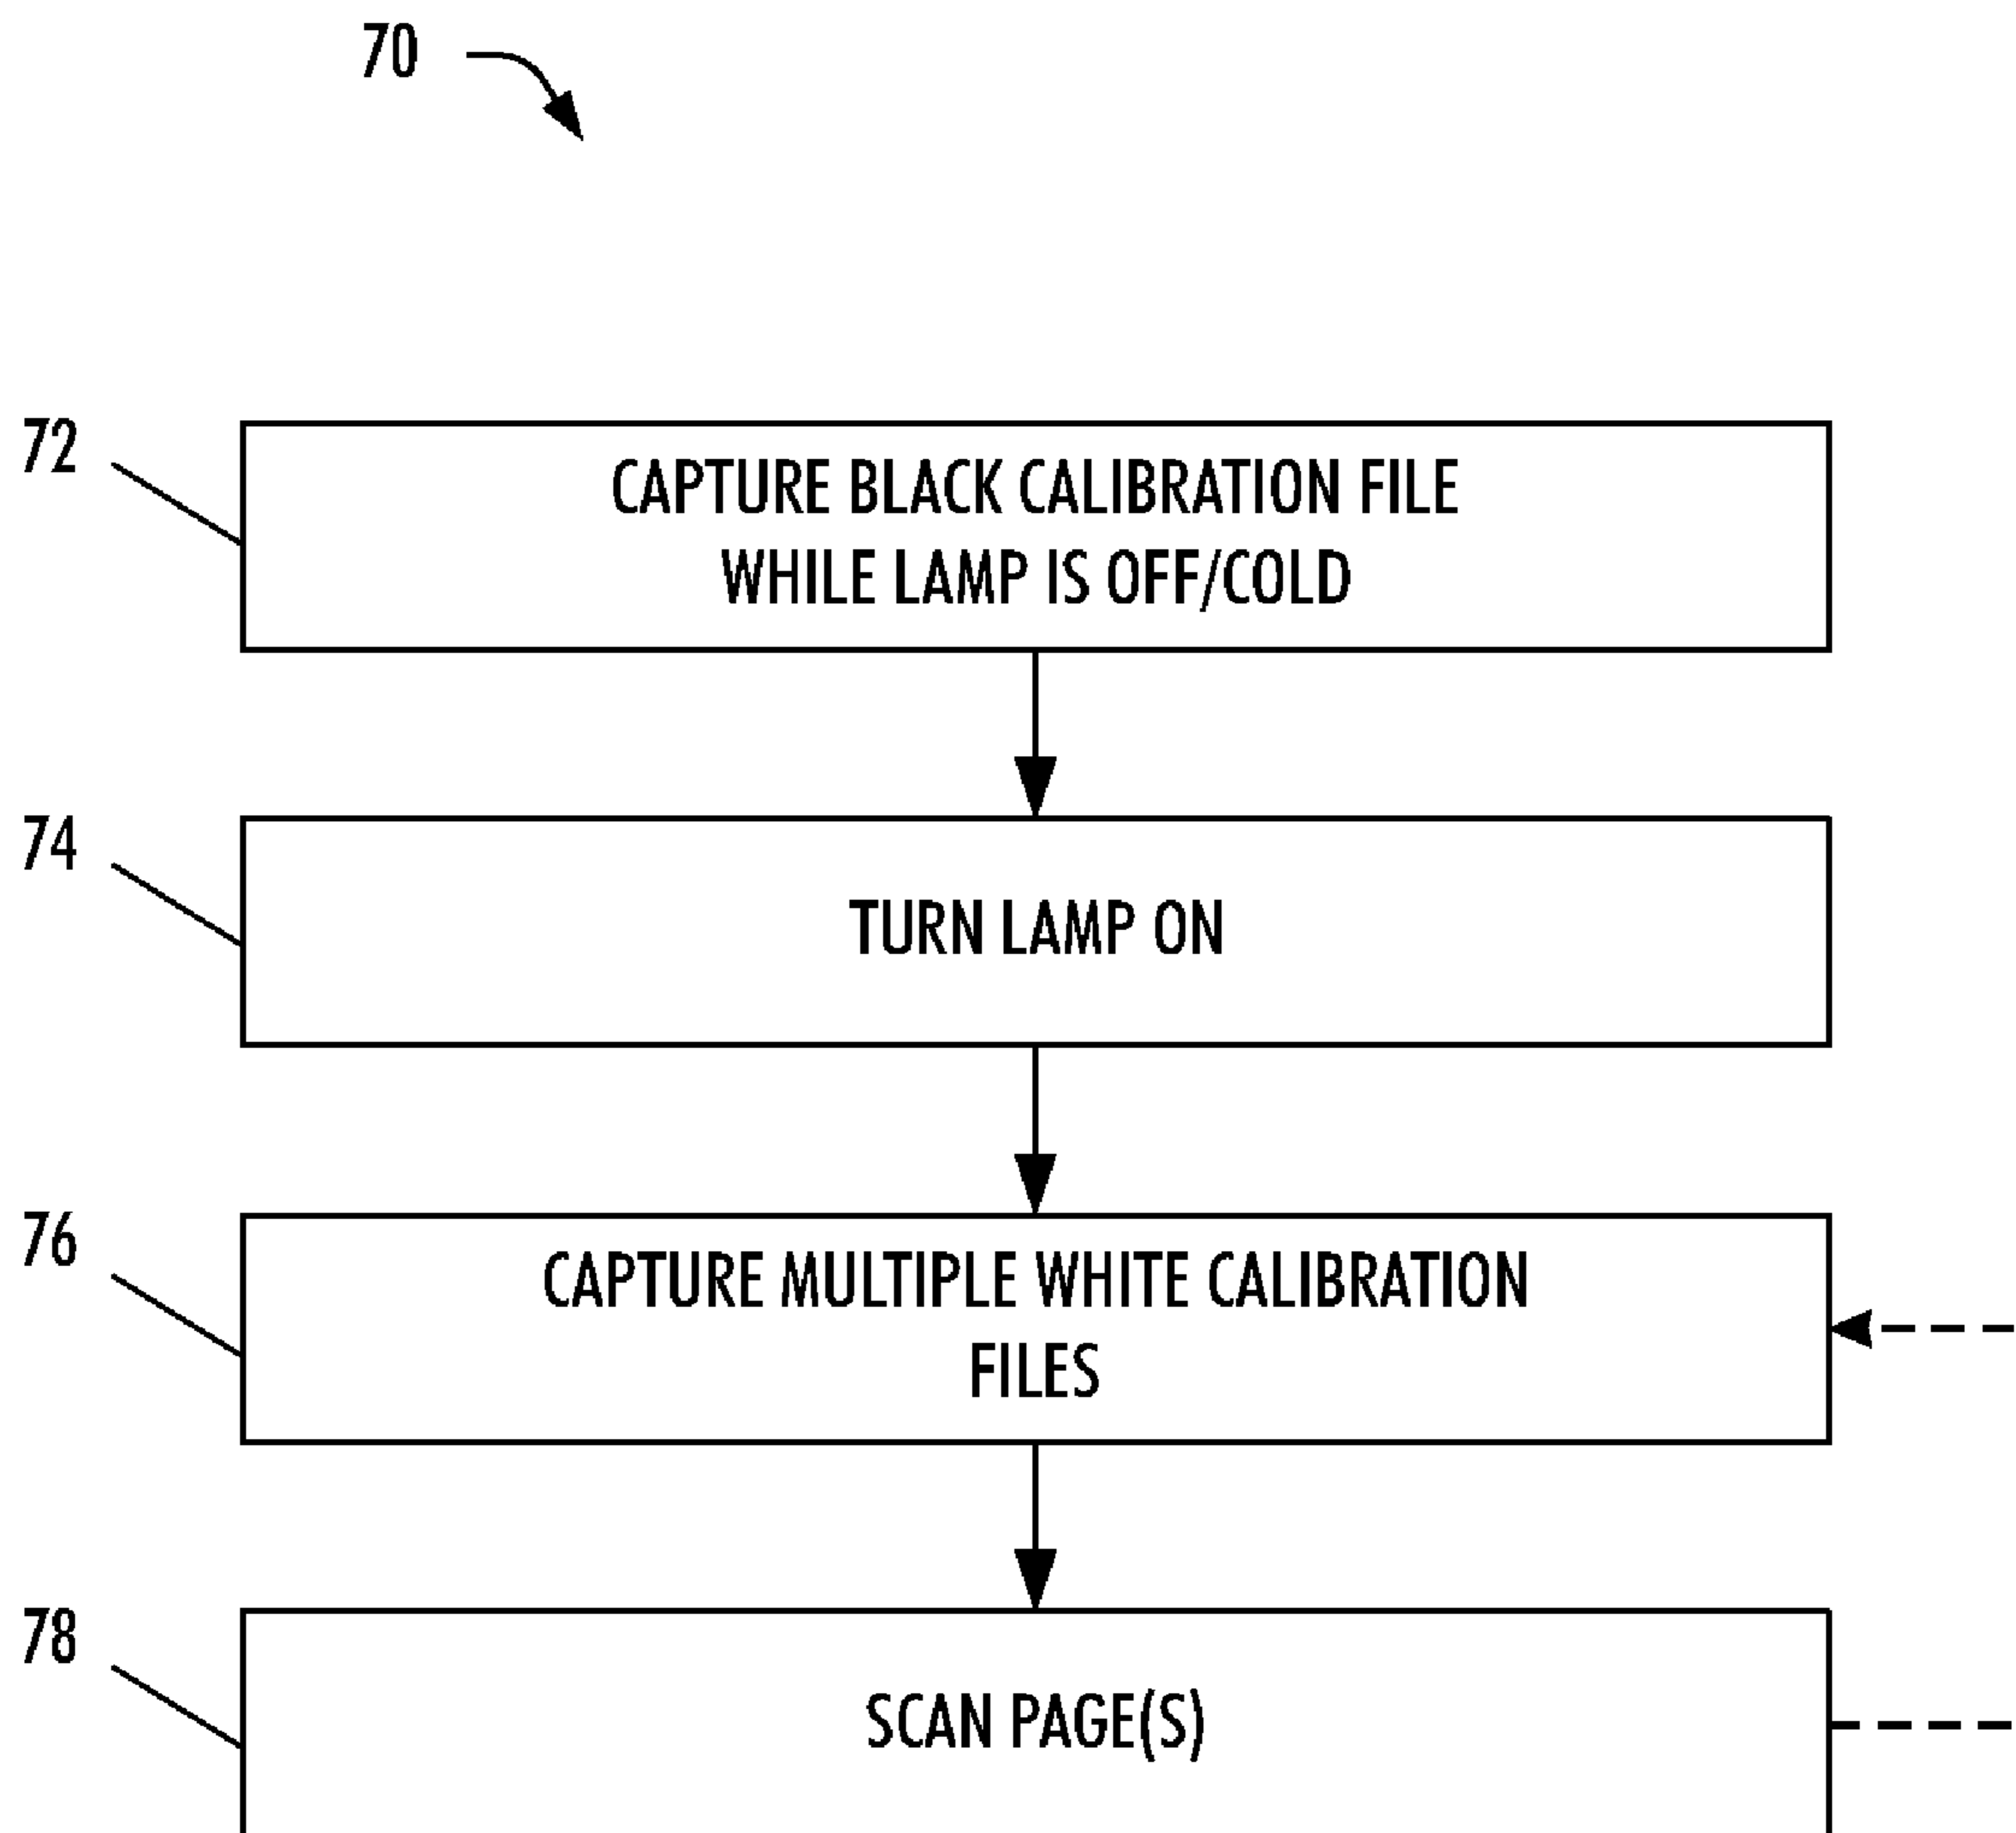 70
72
CAPTURE BLACK CALIBRATION FILE
WHILE LAMP IS OFF/COLD
74
TURN LAMP ON
76
CAPTURE MULTIPLE WHITE CALIBRATION
FILES
78
SCAN PAGE(S)